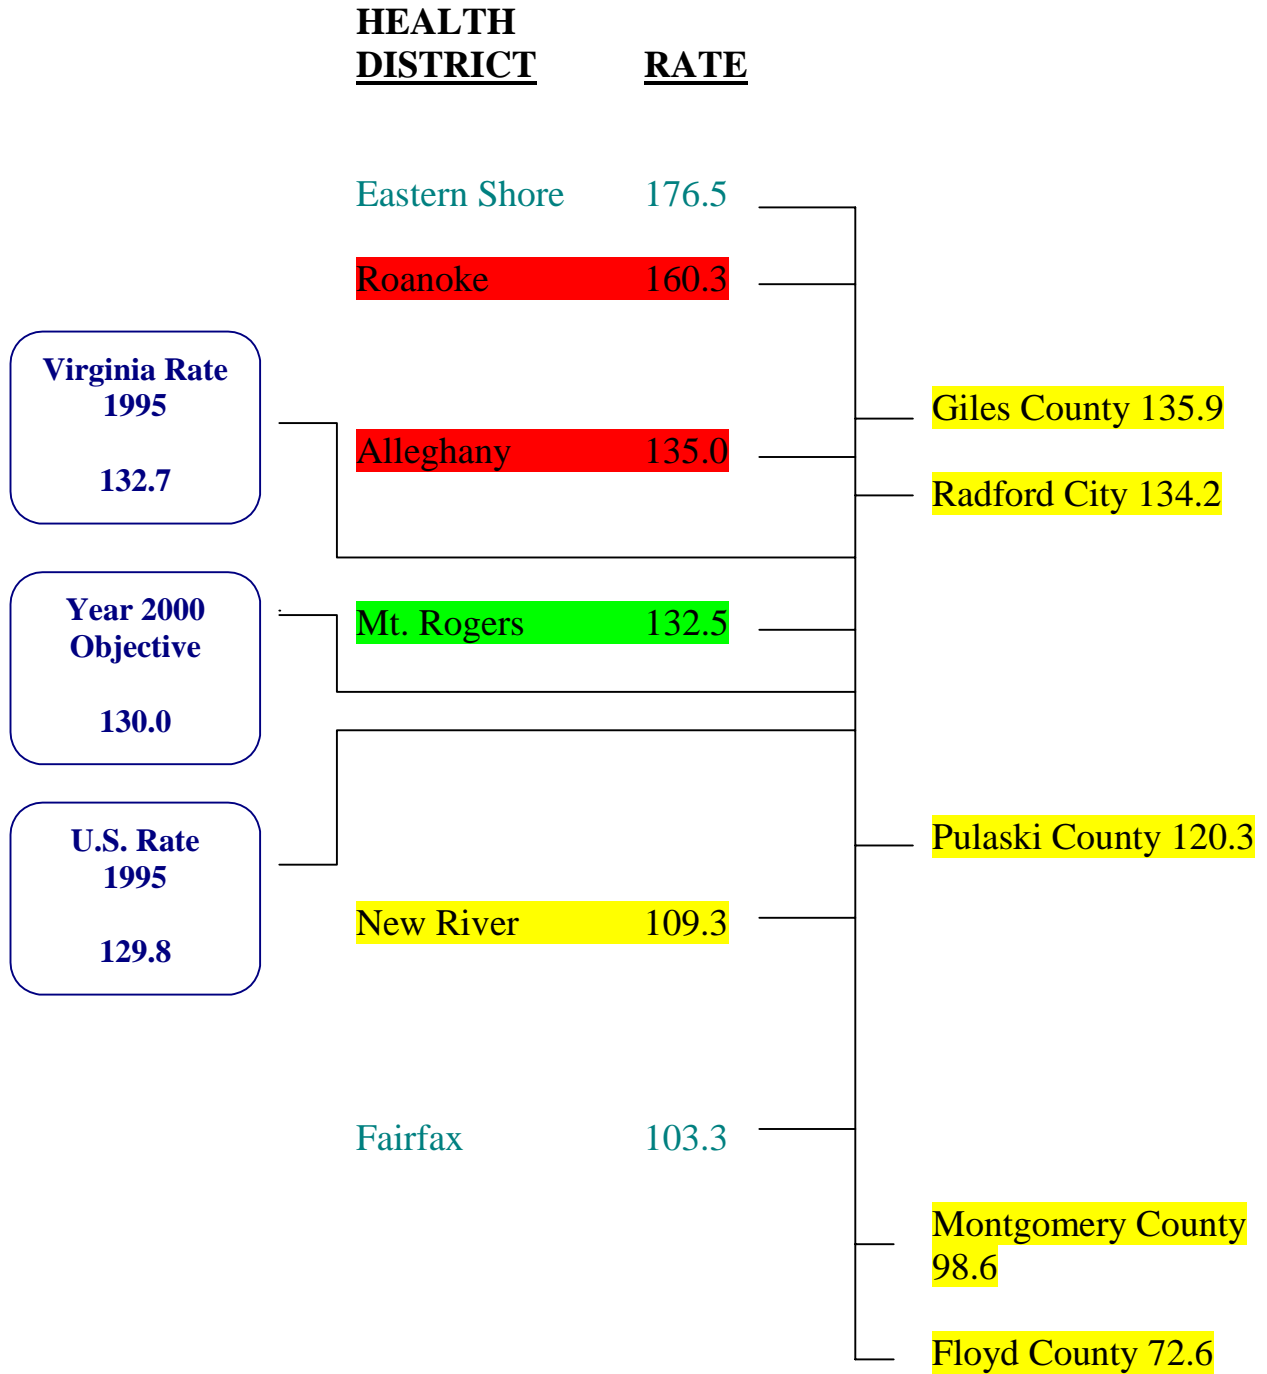 HEALTH
DISTRICT RATE
Eastern Shore 176.5
Roanoke 160.3
Virginia Rate
1995
132.7
Giles County 135.9
Alleghany 135.0
Radford City 134.2
Year 2000
Objective
130.0
Mt. Rogers 132.5
U.S. Rate
1995
129.8
Pulaski County 120.3
New River 109.3
Fairfax 103.3
Montgomery County
98.6
Floyd County 72.6